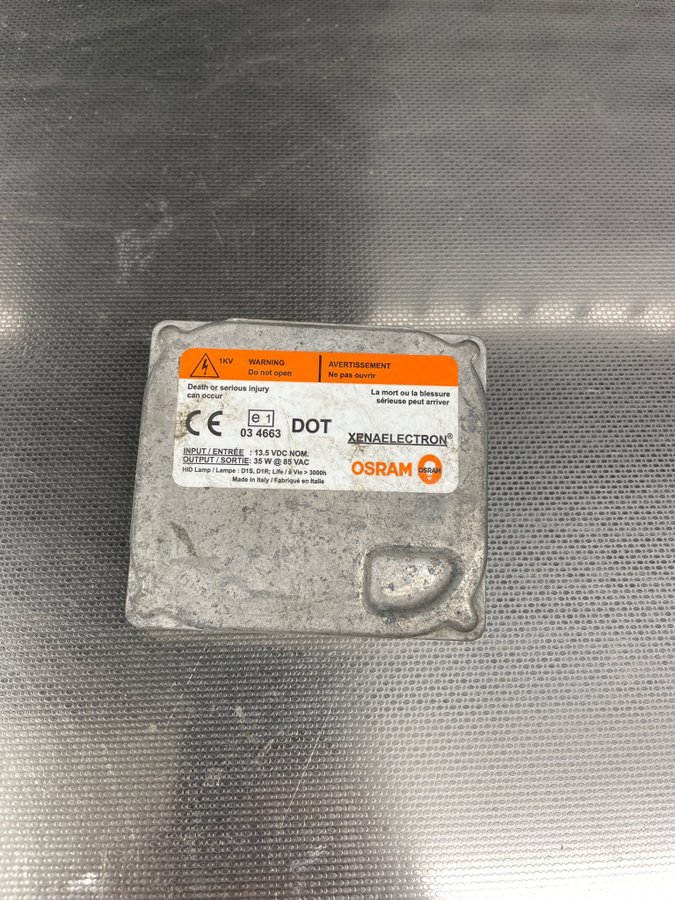 1KV WARNING AVERTISSEMENT
Do not open Ne pas ouvrir
Death or serious injury La mort ou la blessure
can occur sérieuse peut arriver
CE e 1 DOT
03 4663 XENAELECTRON®
INPUT / ENTRÉE : 13.5 VDC NOM.
OUTPUT / SORTIE: 35 W @ 85 VAC OSRAM OSRAM
HID Lamp / Lampe : D1S, D1R; Life / à Vie > 3000h
Made in Italy / Fabriqué en Italie